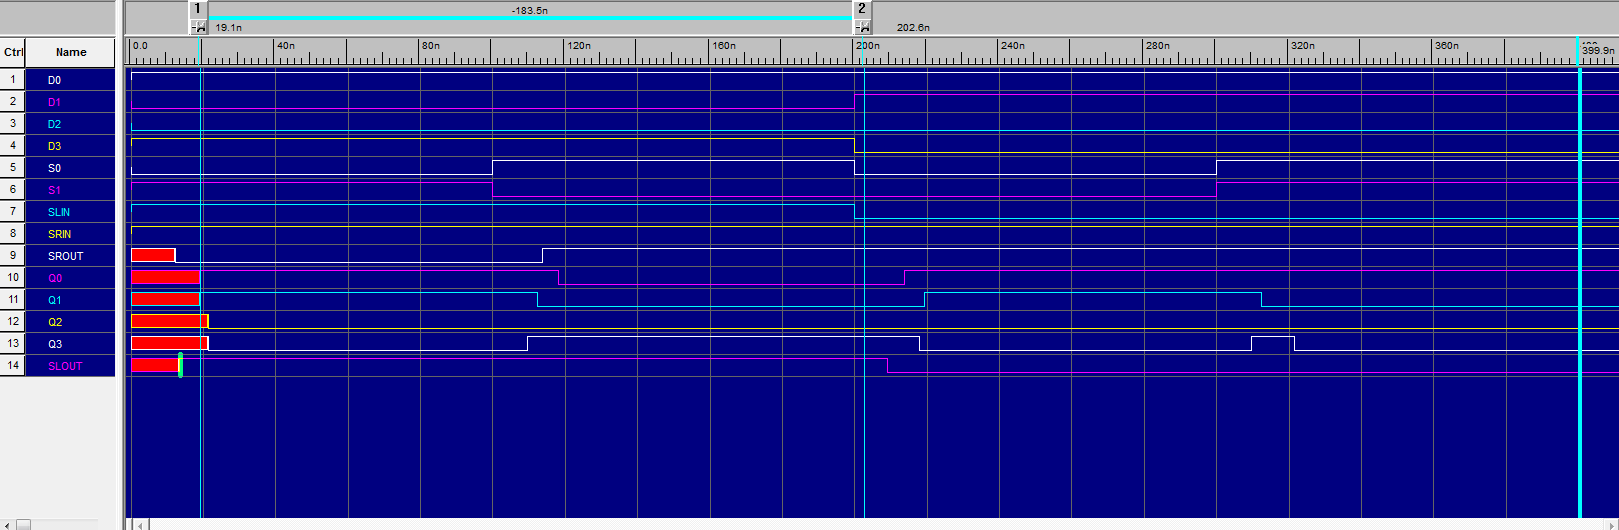 1
2
-183.5n
19.1n
202.6n
Ctrl Name
0.0 40n 80n 120n 160n 200n 240n 280n 320n 360n
399.9n
1 D0
2 D1
3 D2
4 D3
5 S0
6 S1
7 SLIN
8 SRIN
9 SROUT
10 Q0
11 Q1
12 Q2
13 Q3
14 SLOUT